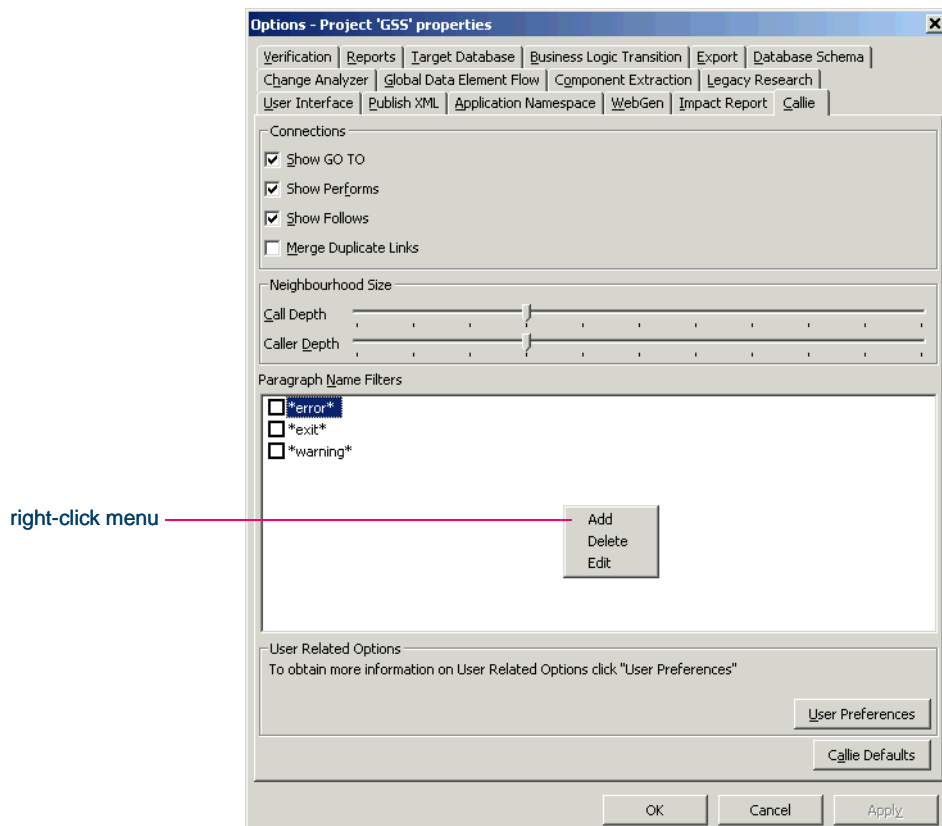 Options - Project 'GSS' properties
Verification Reports Target Database Business Logic Transition Export Database Schema
Change Analyzer Global Data Element Flow Component Extraction Legacy Research
User Interface Publish XML Application Namespace WebGen Impact Report Callie
Connections
Show GO TO
Show Performs
Show Follows
Merge Duplicate Links
Neighbourhood Size
Call Depth
Caller Depth
Paragraph Name Filters
*error*
*exit*
*warning*
right-click menu
Add
Delete
Edit
User Related Options
To obtain more information on User Related Options click "User Preferences"
User Preferences
Callie Defaults
OK Cancel Apply